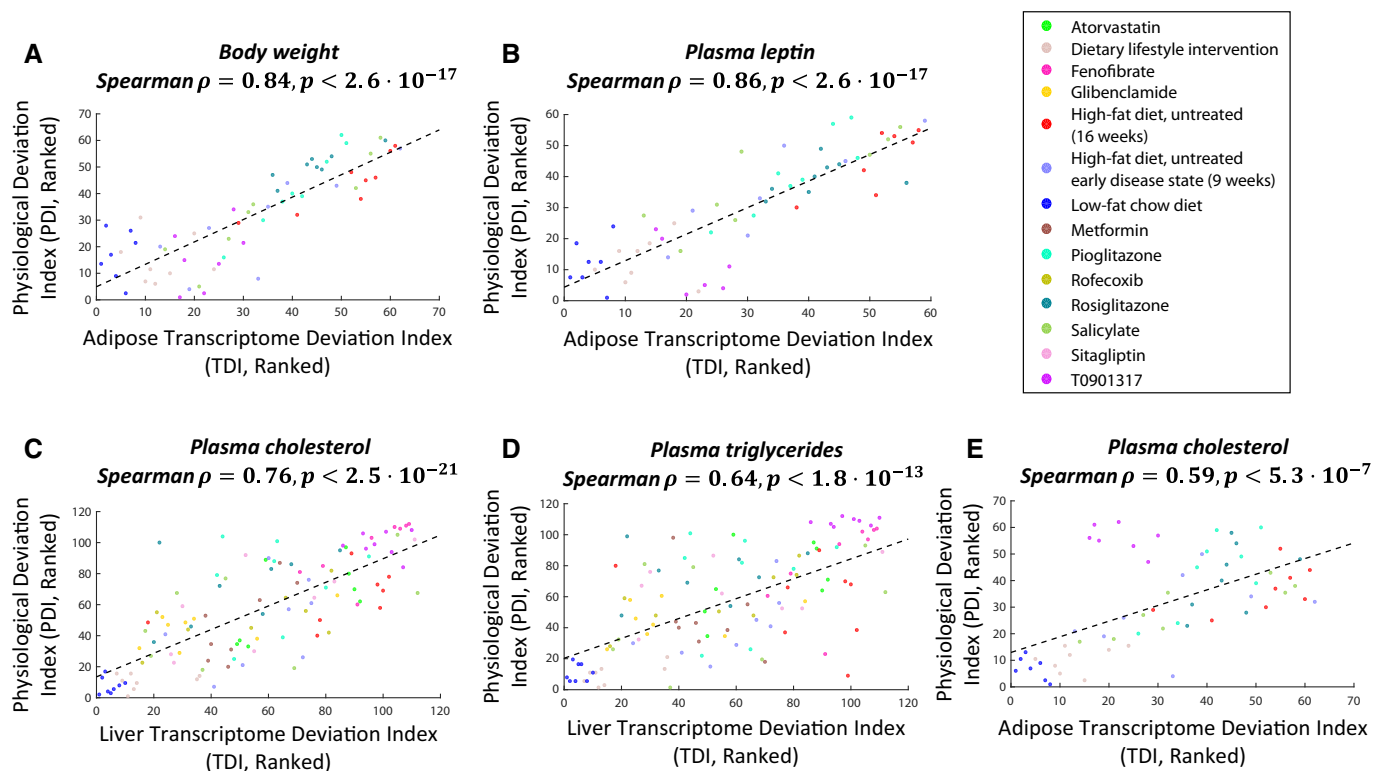 A
Body weight
Spearman ρ = 0.84, p < 2.6 · 10⁻¹⁷
Physiological Deviation
Index (PDI, Ranked)
70
60
50
40
30
20
10
0
0 10 20 30 40 50 60 70
Adipose Transcriptome Deviation Index
(TDI, Ranked)
B
Plasma leptin
Spearman ρ = 0.86, p < 2.6 · 10⁻¹⁷
Physiological Deviation
Index (PDI, Ranked)
60
50
40
30
20
10
0
0 10 20 30 40 50 60
Adipose Transcriptome Deviation Index
(TDI, Ranked)
Atorvastatin
Dietary lifestyle intervention
Fenofibrate
Glibenclamide
High-fat diet, untreated
(16 weeks)
High-fat diet, untreated
early disease state (9 weeks)
Low-fat chow diet
Metformin
Pioglitazone
Rofecoxib
Rosiglitazone
Salicylate
Sitagliptin
T0901317
C
Plasma cholesterol
Spearman ρ = 0.76, p < 2.5 · 10⁻²¹
Physiological Deviation
Index (PDI, Ranked)
120
100
80
60
40
20
0
0 20 40 60 80 100 120
Liver Transcriptome Deviation Index
(TDI, Ranked)
D
Plasma triglycerides
Spearman ρ = 0.64, p < 1.8 · 10⁻¹³
Physiological Deviation
Index (PDI, Ranked)
120
100
80
60
40
20
0
0 20 40 60 80 100 120
Liver Transcriptome Deviation Index
(TDI, Ranked)
E
Plasma cholesterol
Spearman ρ = 0.59, p < 5.3 · 10⁻⁷
Physiological Deviation
Index (PDI, Ranked)
70
60
50
40
30
20
10
0
0 10 20 30 40 50 60 70
Adipose Transcriptome Deviation Index
(TDI, Ranked)